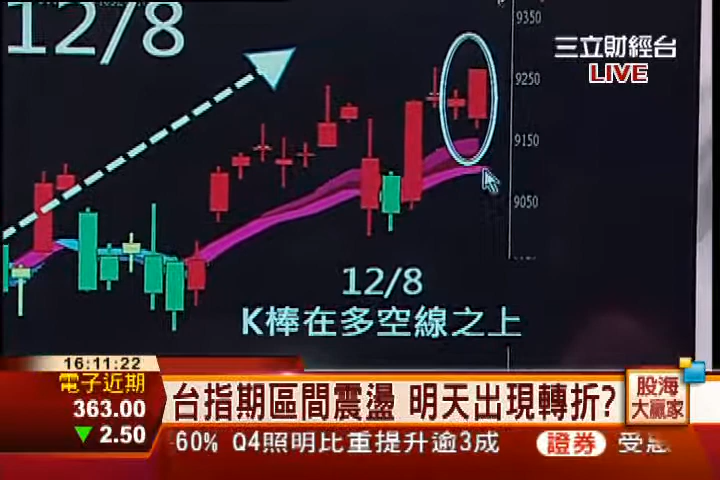 12/8
9350
三立財經台
LIVE
9250
9150
9050
12/8
K棒在多空線之上
16:11:22
電子近期
363.00
▼2.50
台指期區間震盪 明天出現轉折?
股海
大贏家
-60% Q4照明比重提升逾3成
證券
受